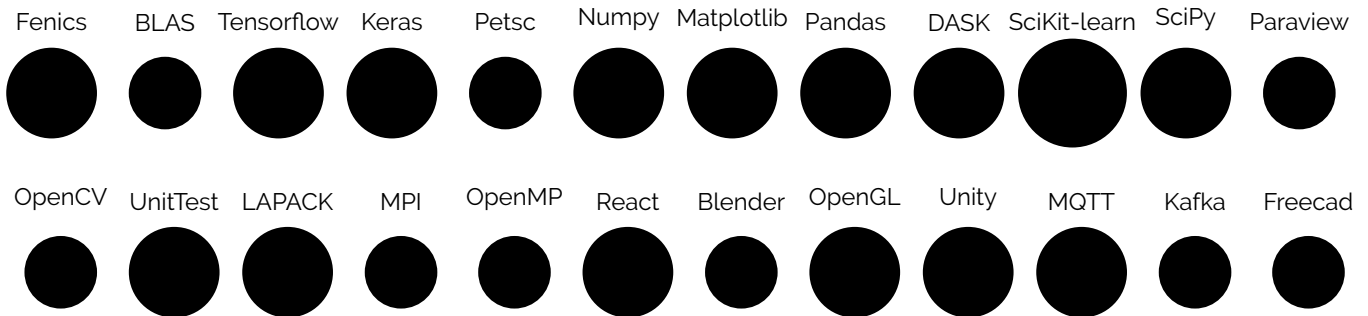 Fenics BLAS Tensorflow Keras Petsc Numpy Matplotlib Pandas DASK SciKit-learn SciPy Paraview
OpenCV UnitTest LAPACK MPI OpenMP React Blender OpenGL Unity MQTT Kafka Freecad